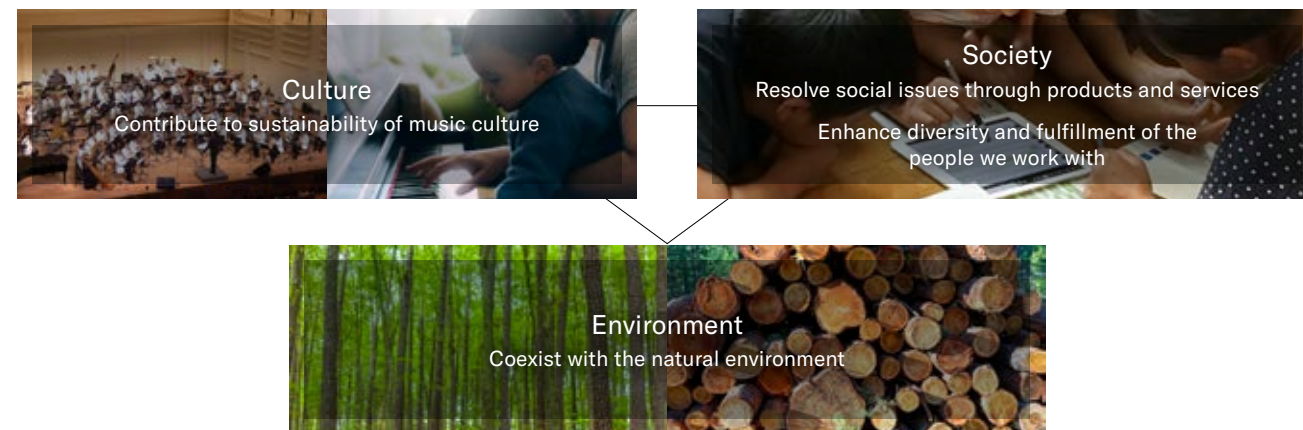 Culture
Contribute to sustainability of music culture
Society
Resolve social issues through products and services
Enhance diversity and fulfillment of the
people we work with
Environment
Coexist with the natural environment